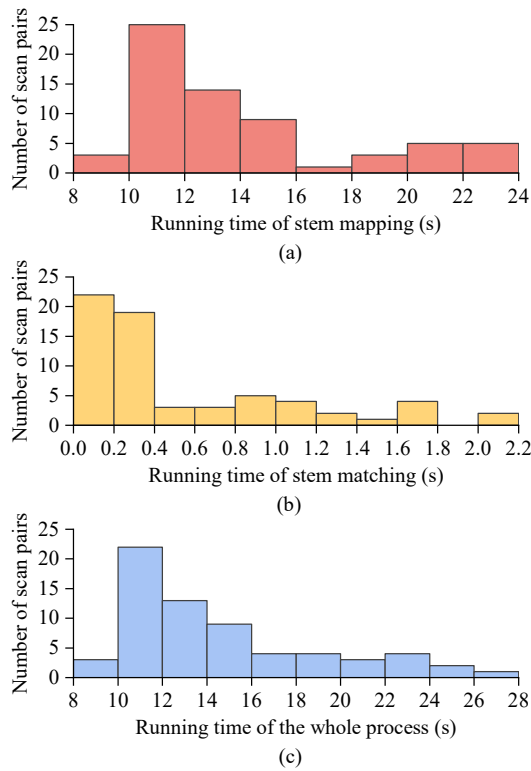 Number of scan pairs
25
20
15
10
5
0
8 10 12 14 16 18 20 22 24
Running time of stem mapping (s)
(a)
Number of scan pairs
25
20
15
10
5
0
0.0 0.2 0.4 0.6 0.8 1.0 1.2 1.4 1.6 1.8 2.0 2.2
Running time of stem matching (s)
(b)
Number of scan pairs
25
20
15
10
5
0
8 10 12 14 16 18 20 22 24 26 28
Running time of the whole process (s)
(c)